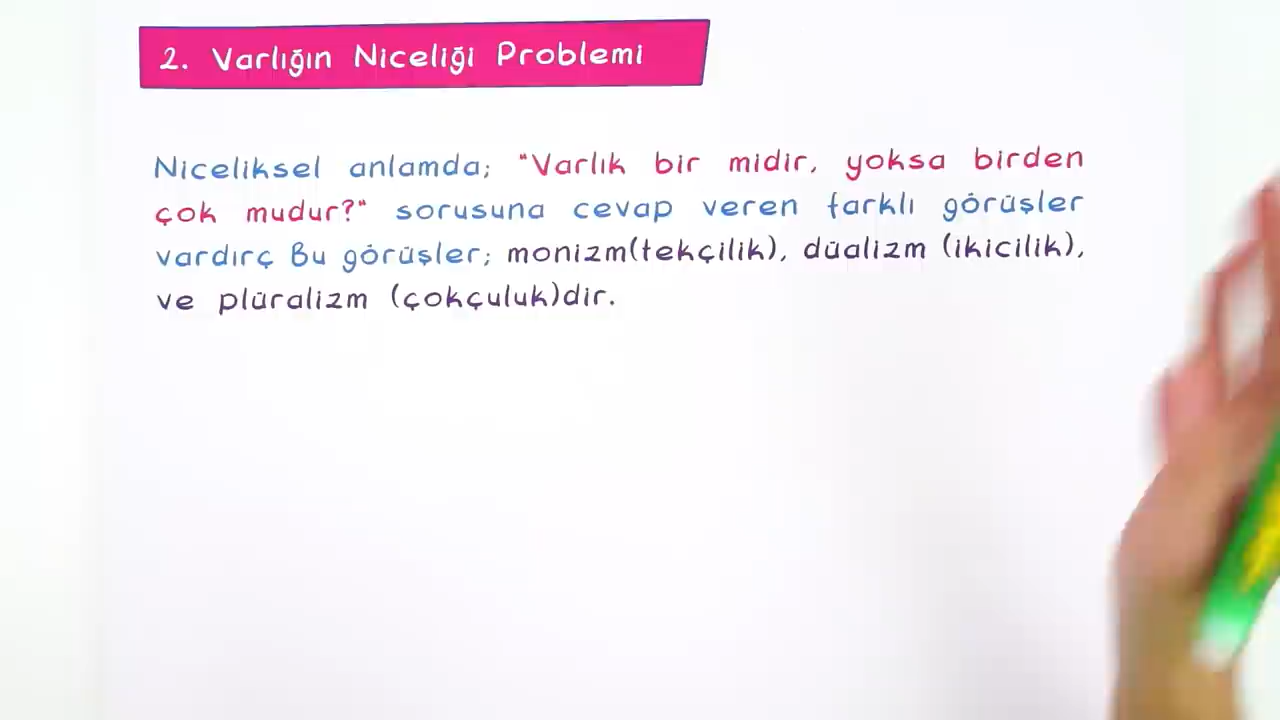 2. Varlığın Niceliği Problemi
Niceliksel anlamda; "Varlık bir midir, yoksa birden
çok mudur?" sorusuna cevap veren farklı görüşler
vardırç Bu görüşler; monizm(tekçilik), düalizm (ikicilik),
ve plüralizm (çokçuluk)dir.